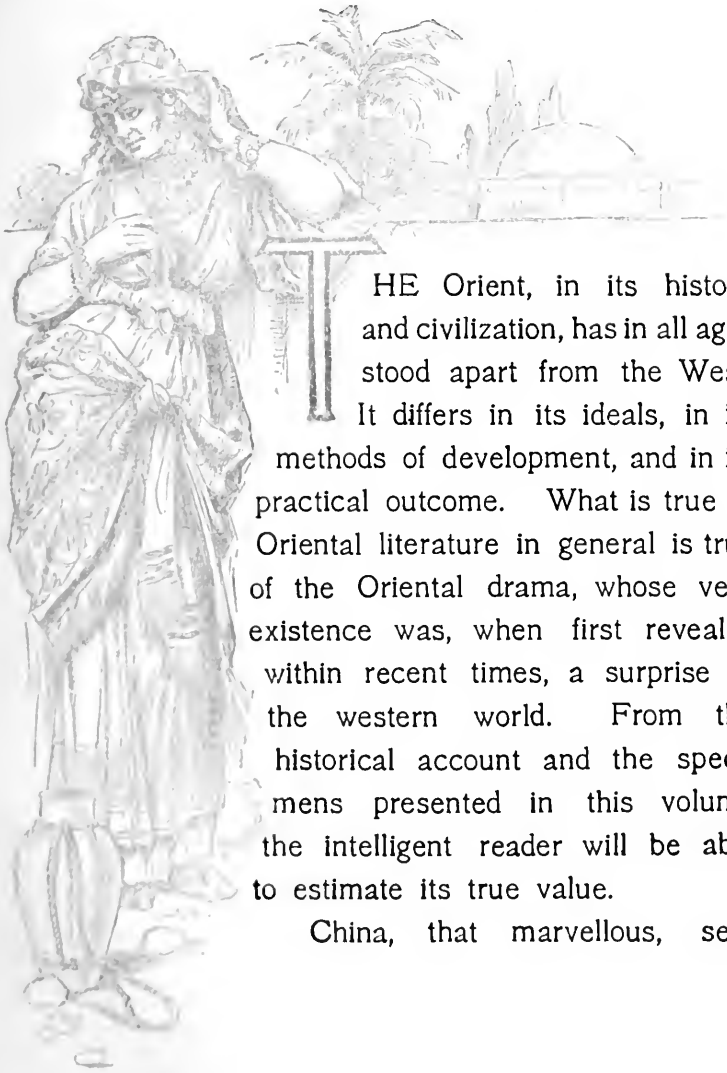 THE Orient, in its histo
and civilization, has in all ag
stood apart from the Wes
It differs in its ideals, in i
methods of development, and in i
practical outcome. What is true
Oriental literature in general is tru
of the Oriental drama, whose ve
existence was, when first reveal
within recent times, a surprise
the western world. From th
historical account and the spec
mens presented in this volum
the intelligent reader will be ab
to estimate its true value.
China, that marvellous, se